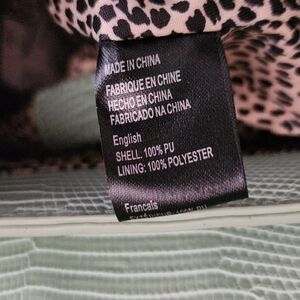 MADE IN CHINA
FABRIQUE EN CHINE
HECHO EN CHINA
FABRICADO NA CHINA
English
SHELL: 100% PU
LINING: 100% POLYESTER
Francais